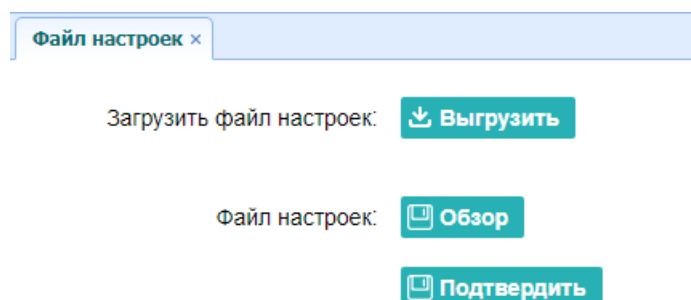 Файл настроек ×
Загрузить файл настроек: Выгрузить
Файл настроек: Обзор
Подтвердить